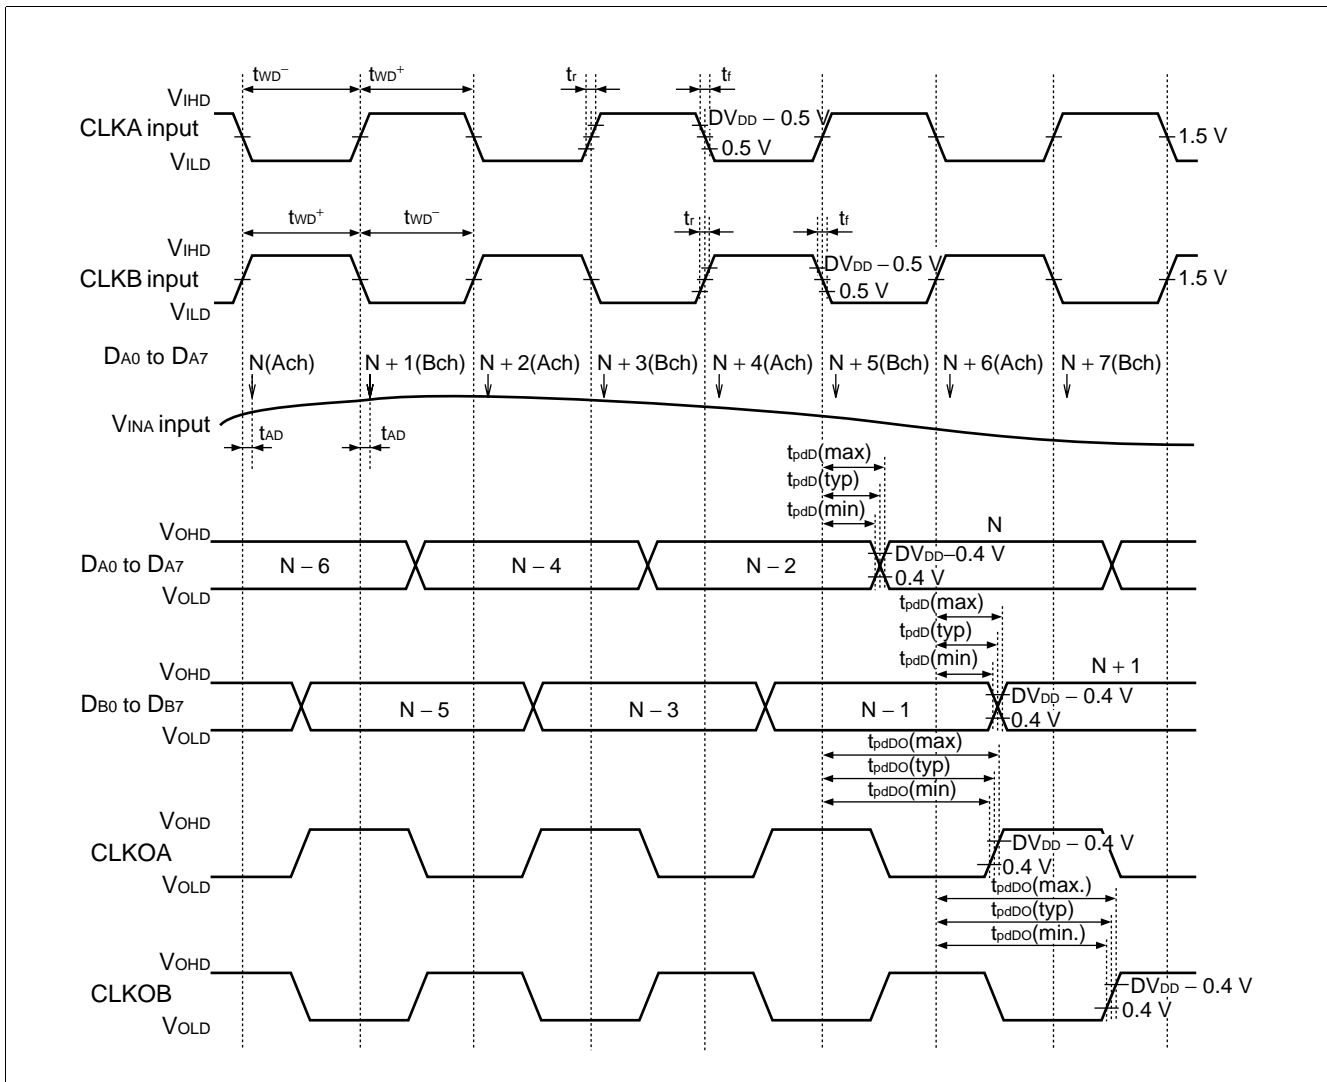 tWD− tWD+ tr tf
VIHD
CLKA input
DVDD − 0.5 V
1.5 V
0.5 V
VILD
tWD+ tWD− tr tf
VIHD
CLKB input
DVDD − 0.5 V
1.5 V
0.5 V
VILD
DA0 to DA7
N(Ach) N + 1(Bch) N + 2(Ach) N + 3(Bch) N + 4(Ach) N + 5(Bch) N + 6(Ach) N + 7(Bch)
VINA input
tAD tAD
tpdD(max)
tpdD(typ)
tpdD(min)
VOHD
N
DA0 to DA7
N − 6 N − 4 N − 2
DVDD−0.4 V
0.4 V
VOLD
tpdD(max)
tpdD(typ)
tpdD(min)
VOHD
N + 1
DB0 to DB7
N − 5 N − 3 N − 1
DVDD − 0.4 V
0.4 V
VOLD
tpdDO(max)
tpdDO(typ)
tpdDO(min)
VOHD
CLKOA
DVDD − 0.4 V
0.4 V
VOLD
tpdDO(max.)
tpdDO(typ)
tpdDO(min.)
VOHD
CLKOB
DVDD − 0.4 V
0.4 V
VOLD